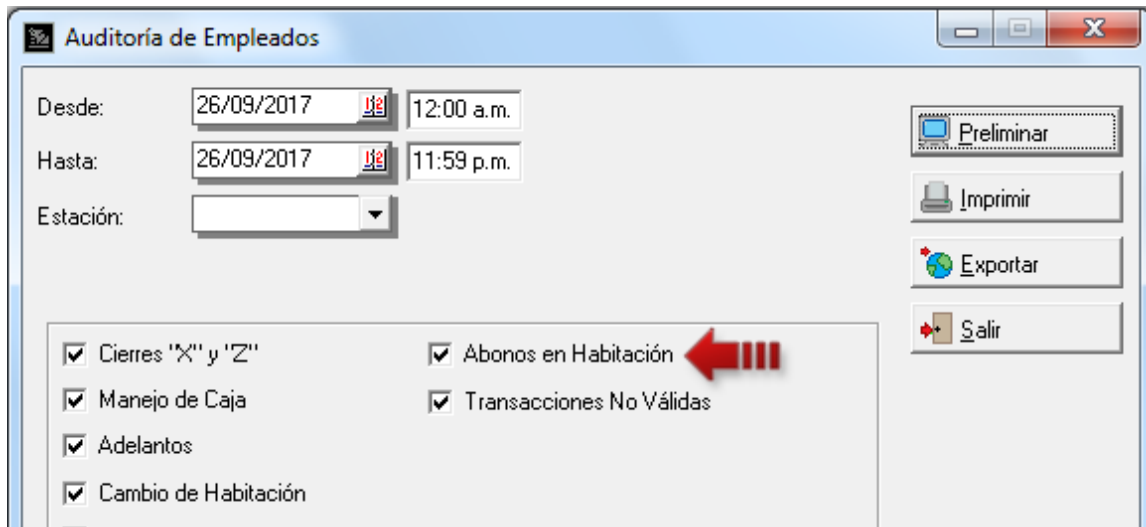 Auditoría de Empleados
Desde: 26/09/2017 12:00 a.m.
Hasta: 26/09/2017 11:59 p.m.
Estación:
Preliminar
Imprimir
Exportar
Salir
Cierres "X" y "Z"
Abonos en Habitación
Manejo de Caja
Transacciones No Válidas
Adelantos
Cambio de Habitación